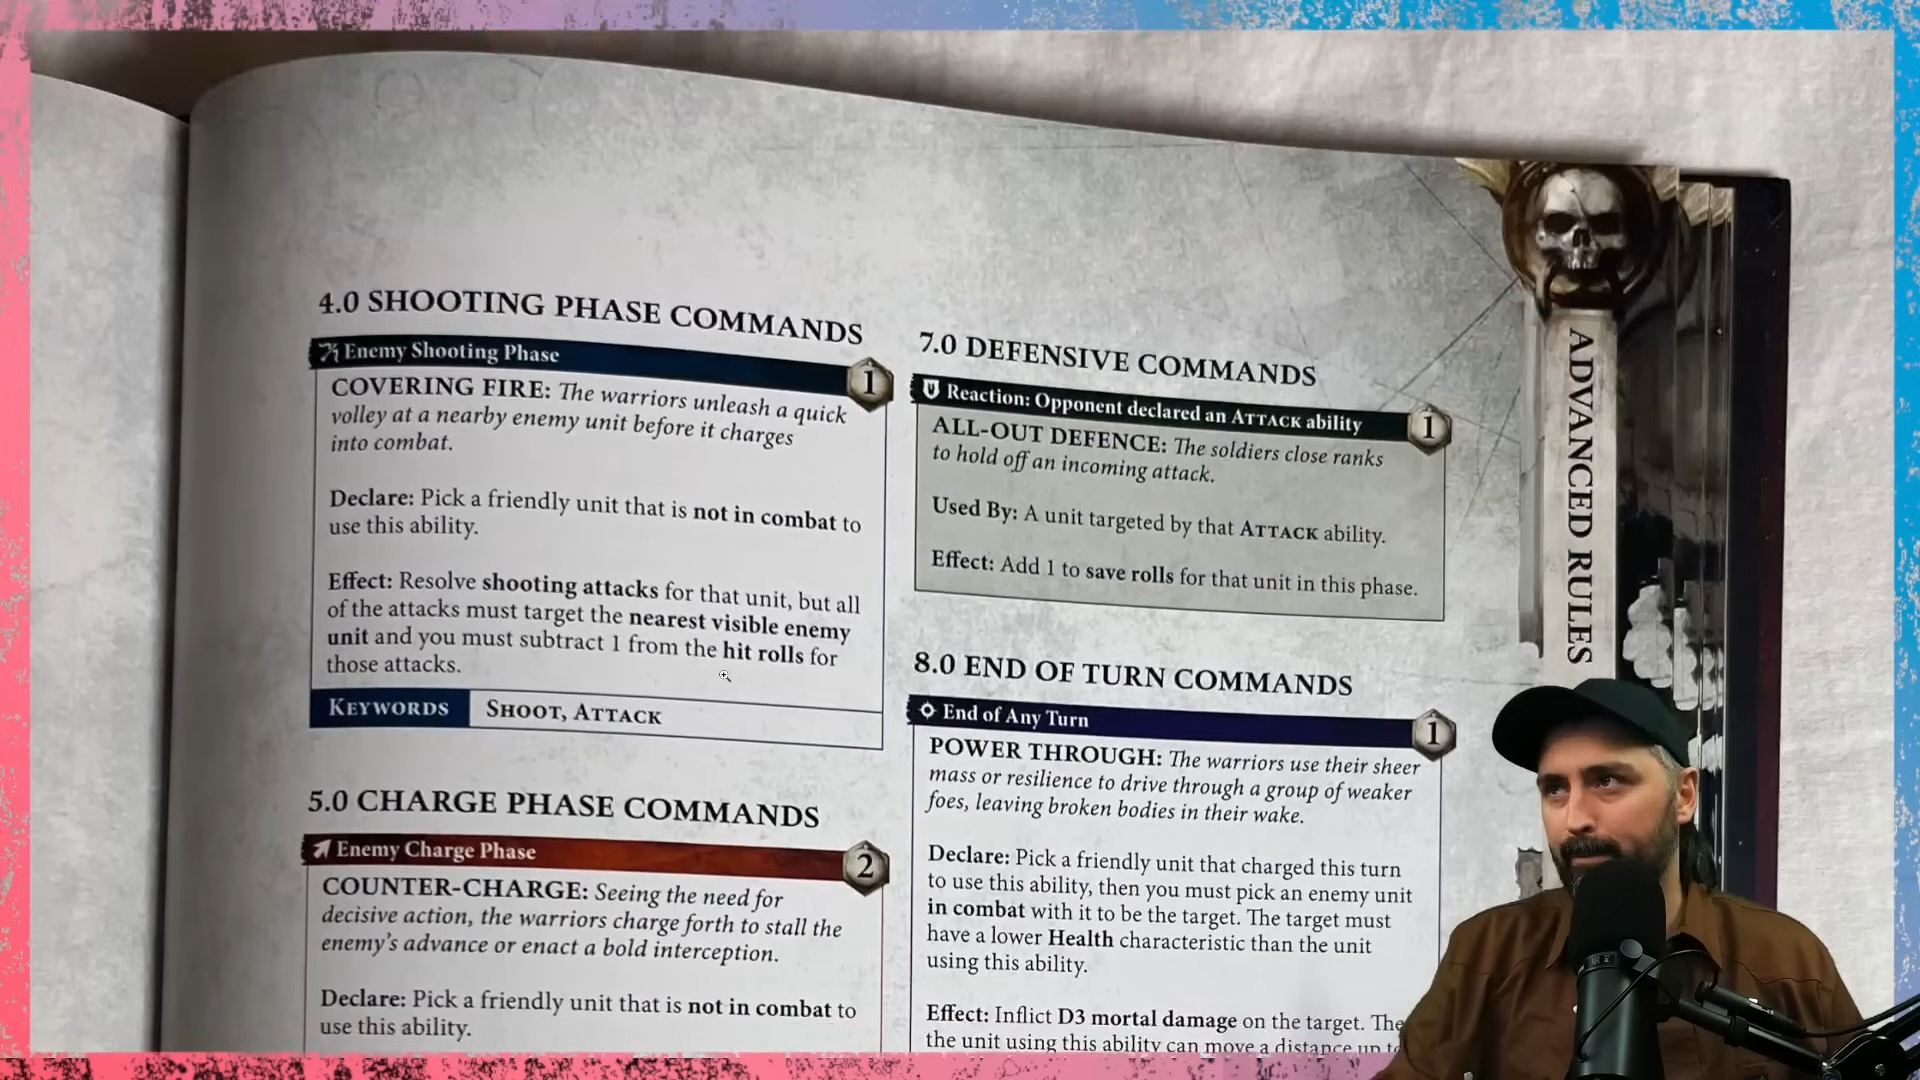 4.0 SHOOTING PHASE COMMANDS
Enemy Shooting Phase
1
COVERING FIRE: The warriors unleash a quick
volley at a nearby enemy unit before it charges
into combat.
Declare: Pick a friendly unit that is not in combat to
use this ability.
Effect: Resolve shooting attacks for that unit, but all
of the attacks must target the nearest visible enemy
unit and you must subtract 1 from the hit rolls for
those attacks.
KEYWORDS SHOOT, ATTACK
5.0 CHARGE PHASE COMMANDS
Enemy Charge Phase
2
COUNTER-CHARGE: Seeing the need for
decisive action, the warriors charge forth to stall the
enemy's advance or enact a bold interception.
Declare: Pick a friendly unit that is not in combat to
use this ability.
7.0 DEFENSIVE COMMANDS
Reaction: Opponent declared an ATTACK ability
1
ALL-OUT DEFENCE: The soldiers close ranks
to hold off an incoming attack.
Used By: A unit targeted by that ATTACK ability.
Effect: Add 1 to save rolls for that unit in this phase.
8.0 END OF TURN COMMANDS
End of Any Turn
1
POWER THROUGH: The warriors use their sheer
mass or resilience to drive through a group of weaker
foes, leaving broken bodies in their wake.
Declare: Pick a friendly unit that charged this turn
to use this ability, then you must pick an enemy unit
in combat with it to be the target. The target must
have a lower Health characteristic than the unit
using this ability.
Effect: Inflict D3 mortal damage on the target. The
the unit using this ability can move a distance up to
ADVANCED RULES